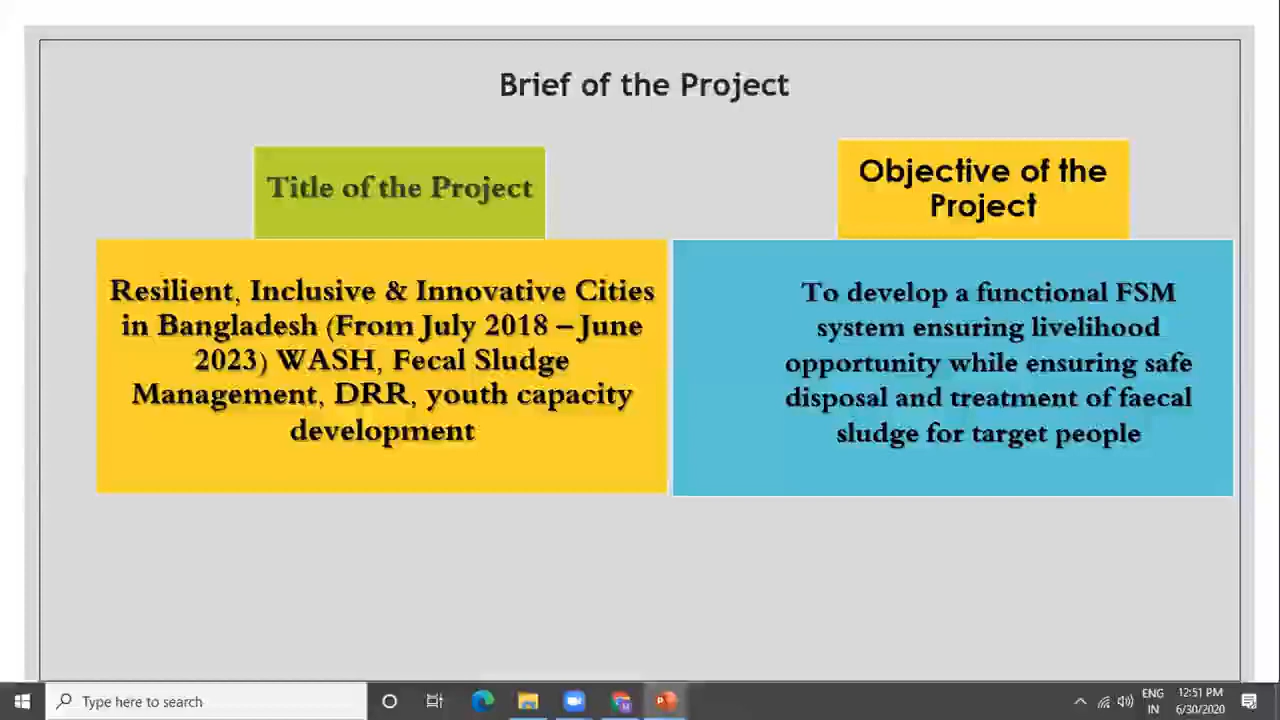 Brief of the Project
Title of the Project
Resilient, Inclusive & Innovative Cities
in Bangladesh (From July 2018 – June
2023) WASH, Fecal Sludge
Management, DRR, youth capacity
development
Objective of the
Project
To develop a functional FSM
system ensuring livelihood
opportunity while ensuring safe
disposal and treatment of faecal
sludge for target people
Type here to search
ENG
IN
12:51 PM
6/30/2020